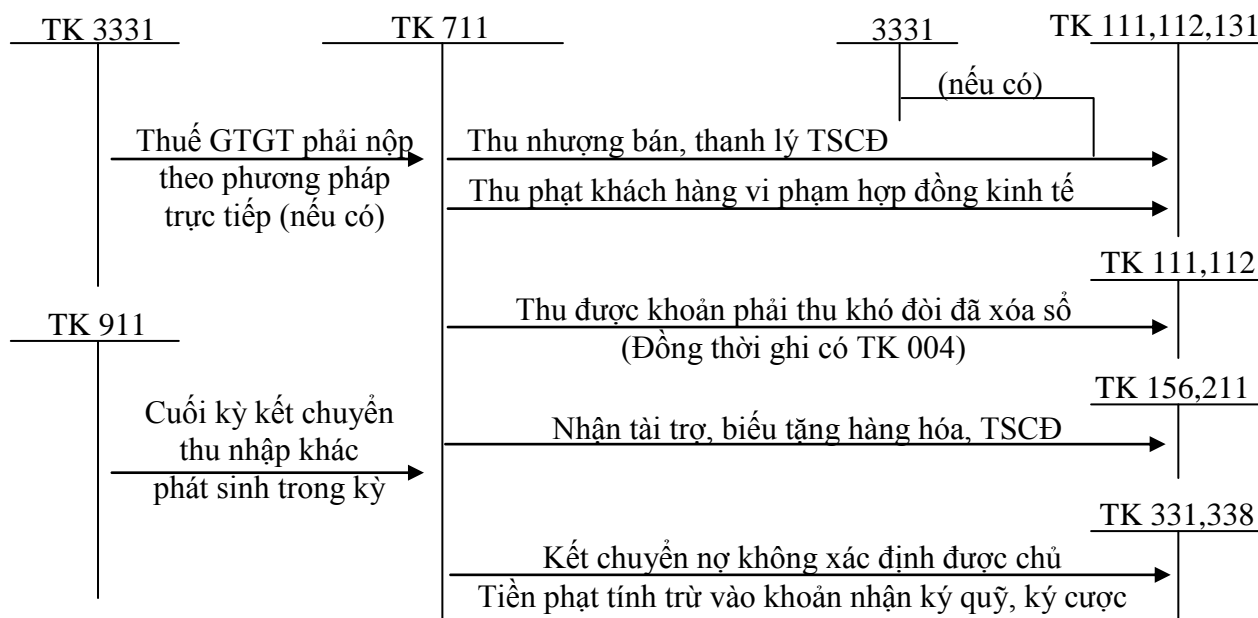 TK 3331
TK 711
3331
TK 111,112,131
(nếu có)
Thuế GTGT phải nộp
theo phương pháp
trực tiếp (nếu có)
Thu nhượng bán, thanh lý TSCĐ
Thu phạt khách hàng vi phạm hợp đồng kinh tế
TK 111,112
Thu được khoản phải thu khó đòi đã xóa sổ
(Đồng thời ghi có TK 004)
TK 911
TK 156,211
Cuối kỳ kết chuyển
thu nhập khác
phát sinh trong kỳ
Nhận tài trợ, biếu tặng hàng hóa, TSCĐ
TK 331,338
Kết chuyển nợ không xác định được chủ
Tiền phạt tính trừ vào khoản nhận ký quỹ, ký cược